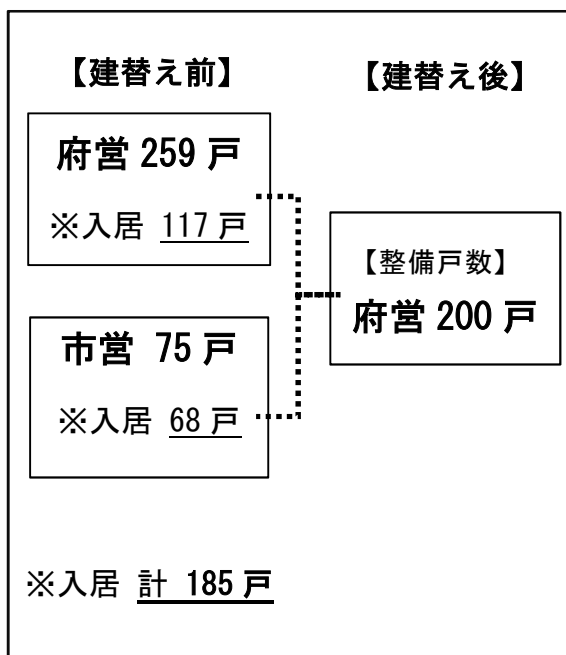 【建替え前】
府営 259 戸
※入居 117 戸
市営 75 戸
※入居 68 戸
※入居 計 185 戸
【建替え後】
【整備戸数】
府営 200 戸